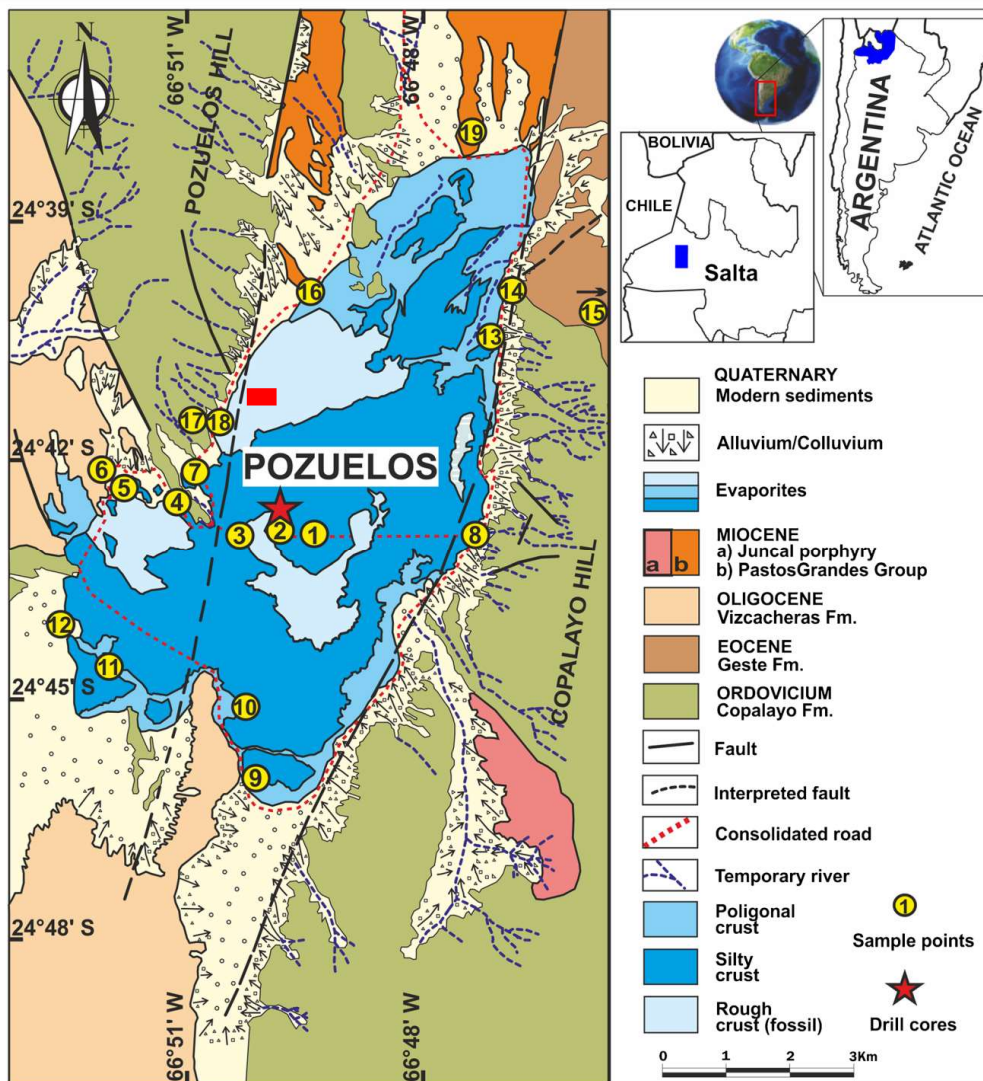 66°51' W
66°48' W
POZUELOS HILL
19
24°39' S
16
14
15
13
17
18
24°42' S
6
5
7
4
POZUELOS
3
2
1
8
COPALAYO HILL
12
11
24°45' S
10
9
24°48' S
66°51' W
66°48' W
BOLIVIA
CHILE
Salta
ARGENTINA
ATLANTIC OCEAN
QUATERNARY
Modern sediments
Alluvium/Colluvium
Evaporites
a b
MIOCENE
a) Juncal porphyry
b) PastosGrandes Group
OLIGOCENE
Vizcacheras Fm.
EOCENE
Geste Fm.
ORDOVICIUM
Copalayo Fm.
Fault
Interpreted fault
Consolidated road
Temporary river
Poligonal
crust
Silty
crust
Rough
crust (fossil)
1
Sample points
Drill cores
0 1 2 3Km